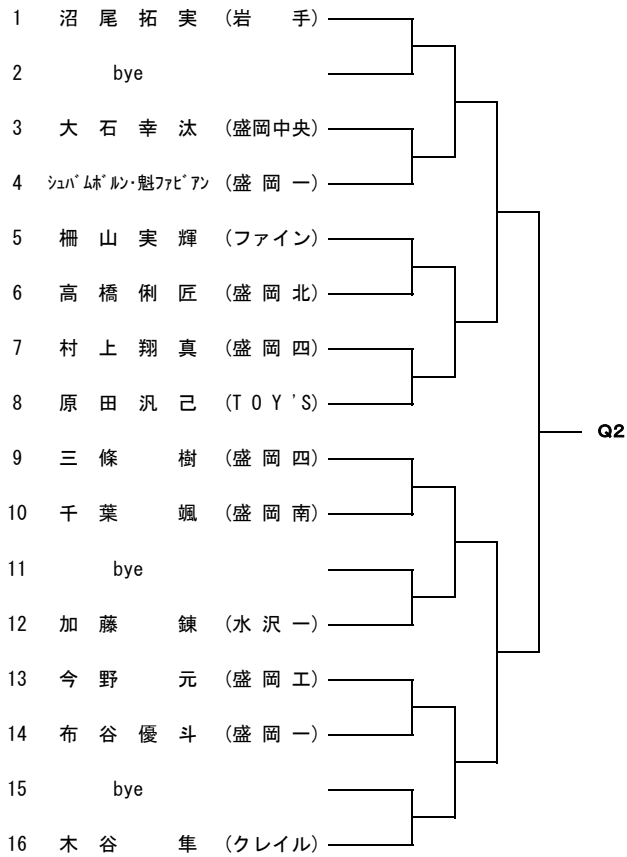 1 沼尾拓実 (岩手)
2 bye
3 大石幸汰 (盛岡中央)
4 シュバムボルン・魁ファビアン (盛岡一)
5 柵山実輝 (ファイン)
6 高橋俐匠 (盛岡北)
7 村上翔真 (盛岡四)
8 原田汎己 (TOY'S)
Q2
9 三條樹 (盛岡四)
10 千葉颯 (盛岡南)
11 bye
12 加藤錬 (水沢一)
13 今野元 (盛岡工)
14 布谷優斗 (盛岡一)
15 bye
16 木谷隼 (クレイル)